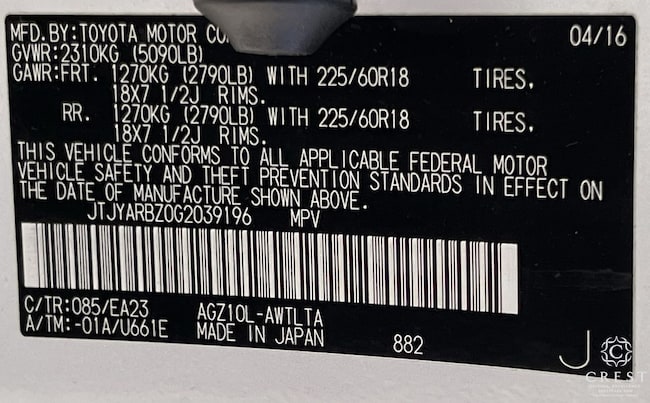 MFD. BY: TOYOTA MOTOR CO 04/16
GVWR: 2310KG (5090LB)
GAWR: FRT. 1270KG (2790LB) WITH 225/60R18 TIRES,
18X7 1/2J RIMS.
RR. 1270KG (2790LB) WITH 225/60R18 TIRES,
18X7 1/2J RIMS.
THIS VEHICLE CONFORMS TO ALL APPLICABLE FEDERAL MOTOR
VEHICLE SAFETY AND THEFT PREVENTION STANDARDS IN EFFECT ON
THE DATE OF MANUFACTURE SHOWN ABOVE.
JTJYARBZ0G2039196 MPV
C/TR: 085/EA23 AGZ10L-AWTLTA
A/TM: -01A/U661E MADE IN JAPAN 882
J
C
CREST